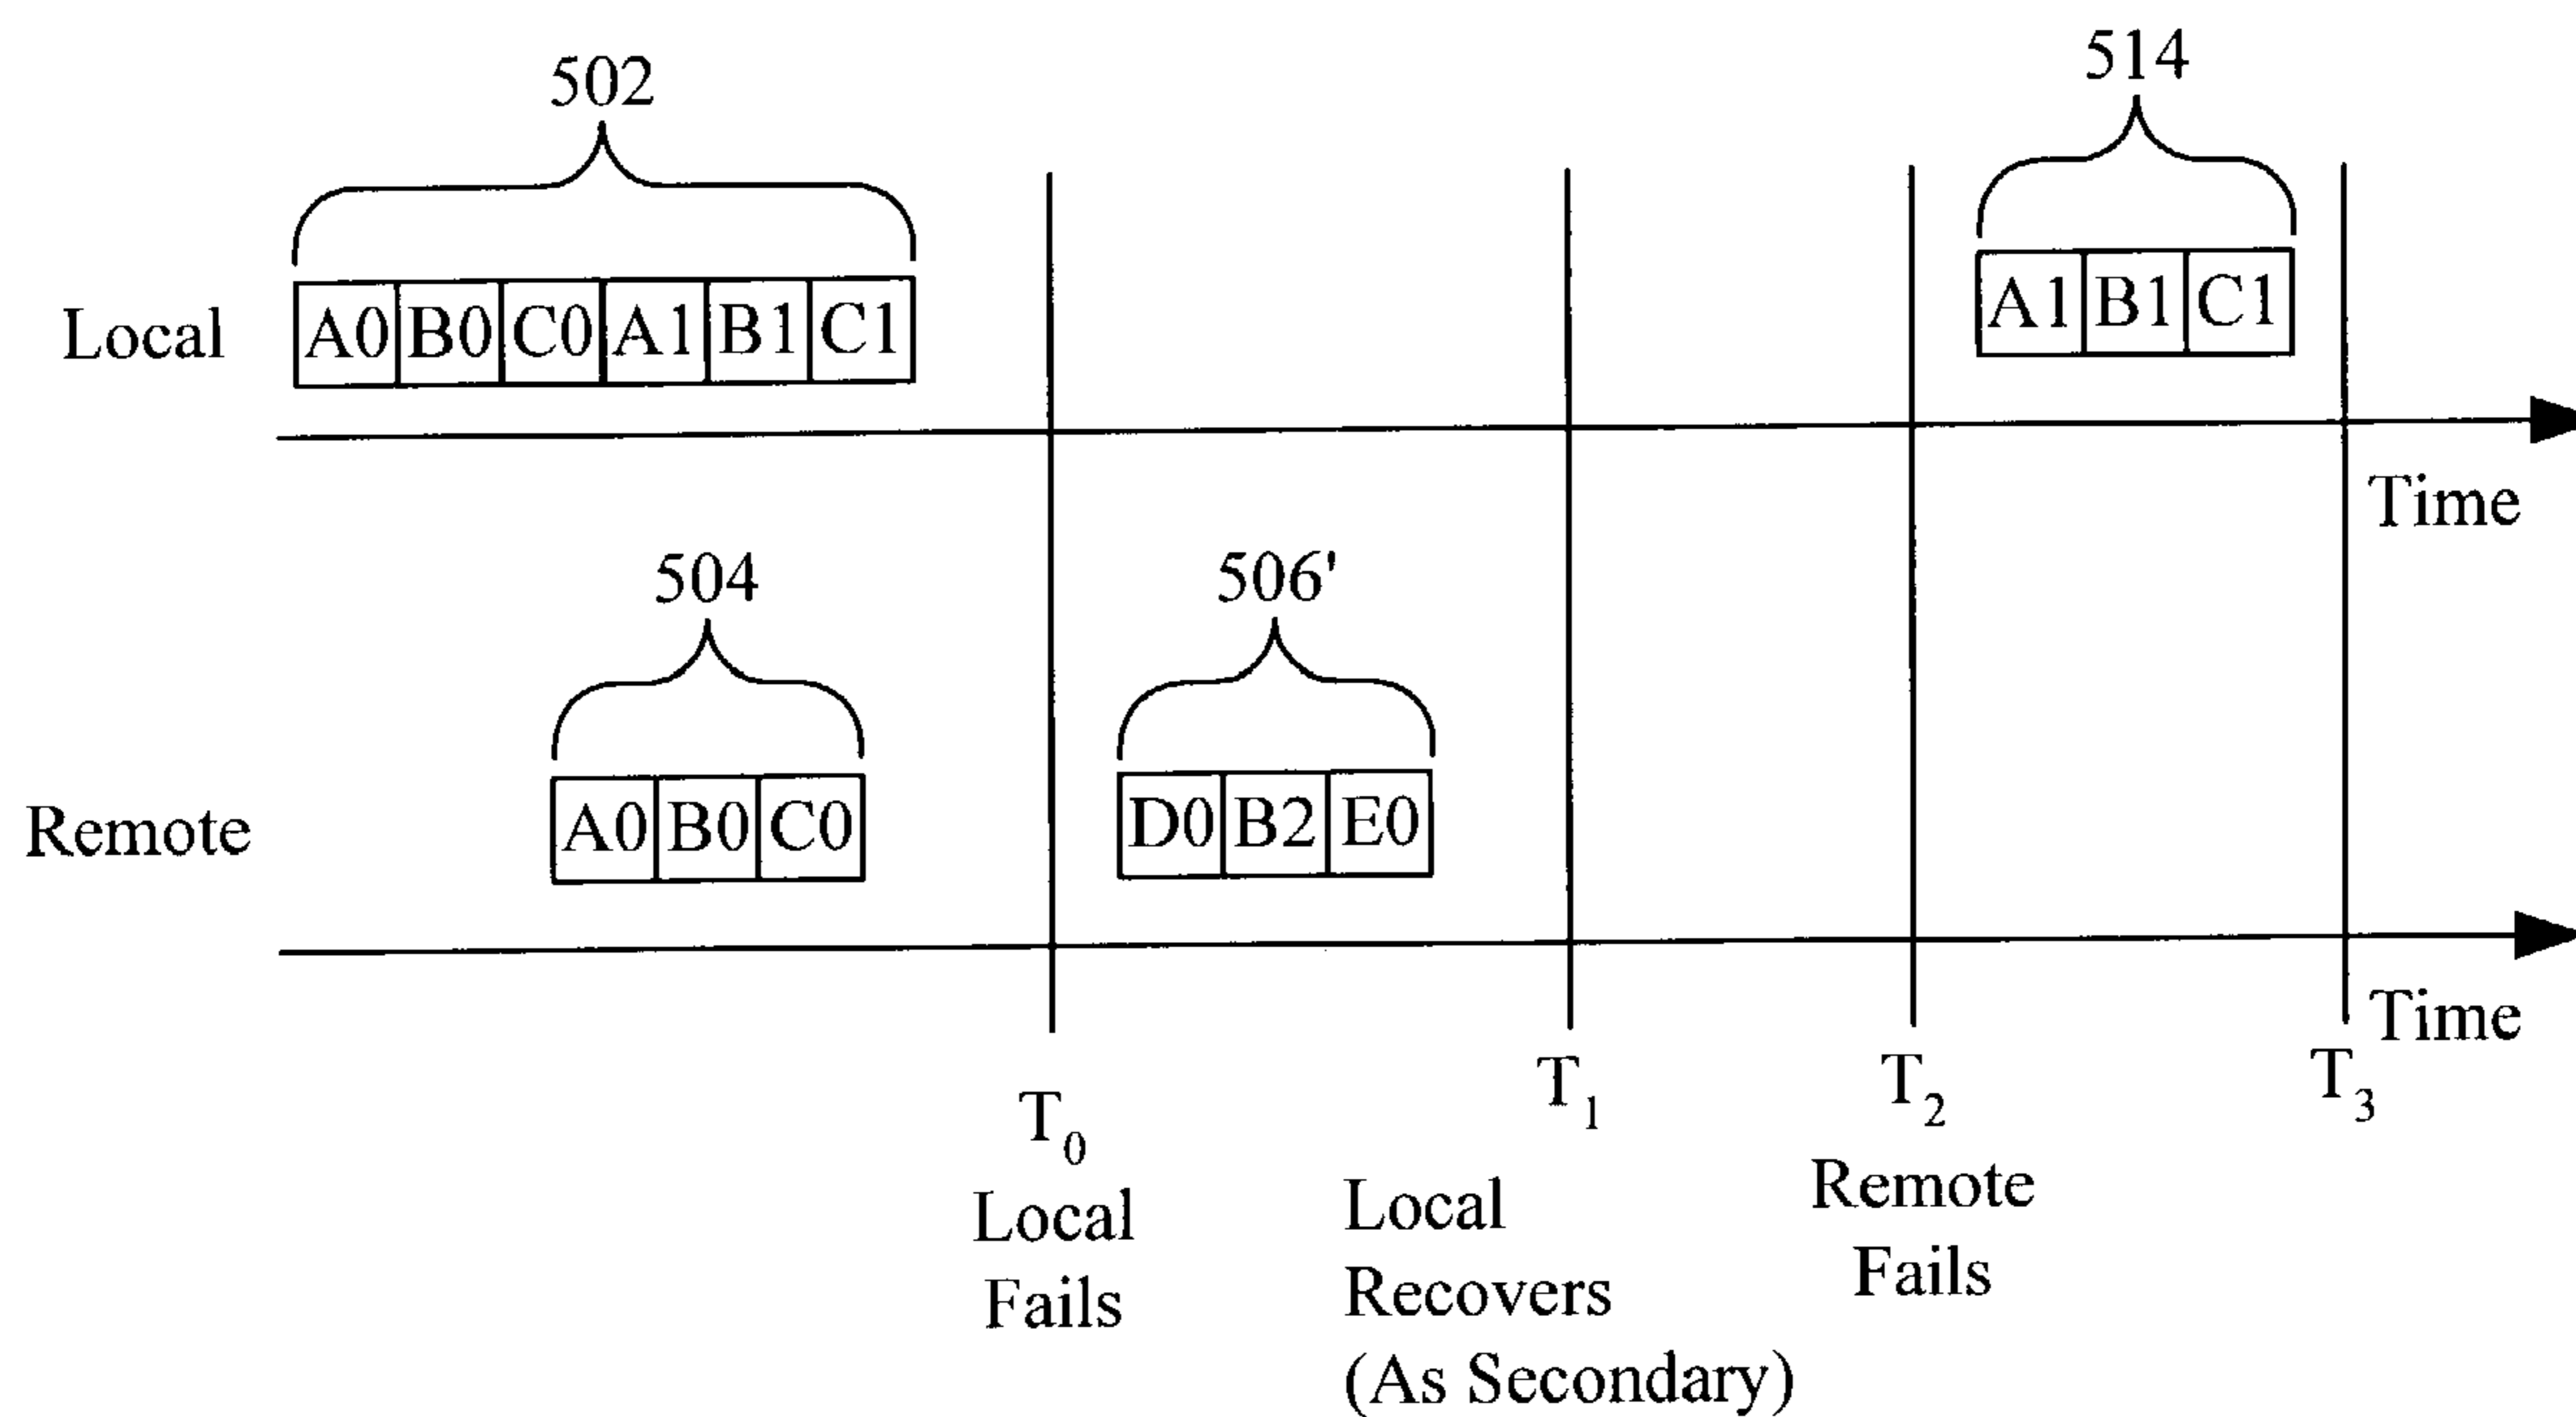 502
514
Local
A0 B0 C0 A1 B1 C1
A1 B1 C1
Time
504
506'
Remote
A0 B0 C0
D0 B2 E0
Time
T0
Local
Fails
T1
Local
Recovers
(As Secondary)
T2
Remote
Fails
T3